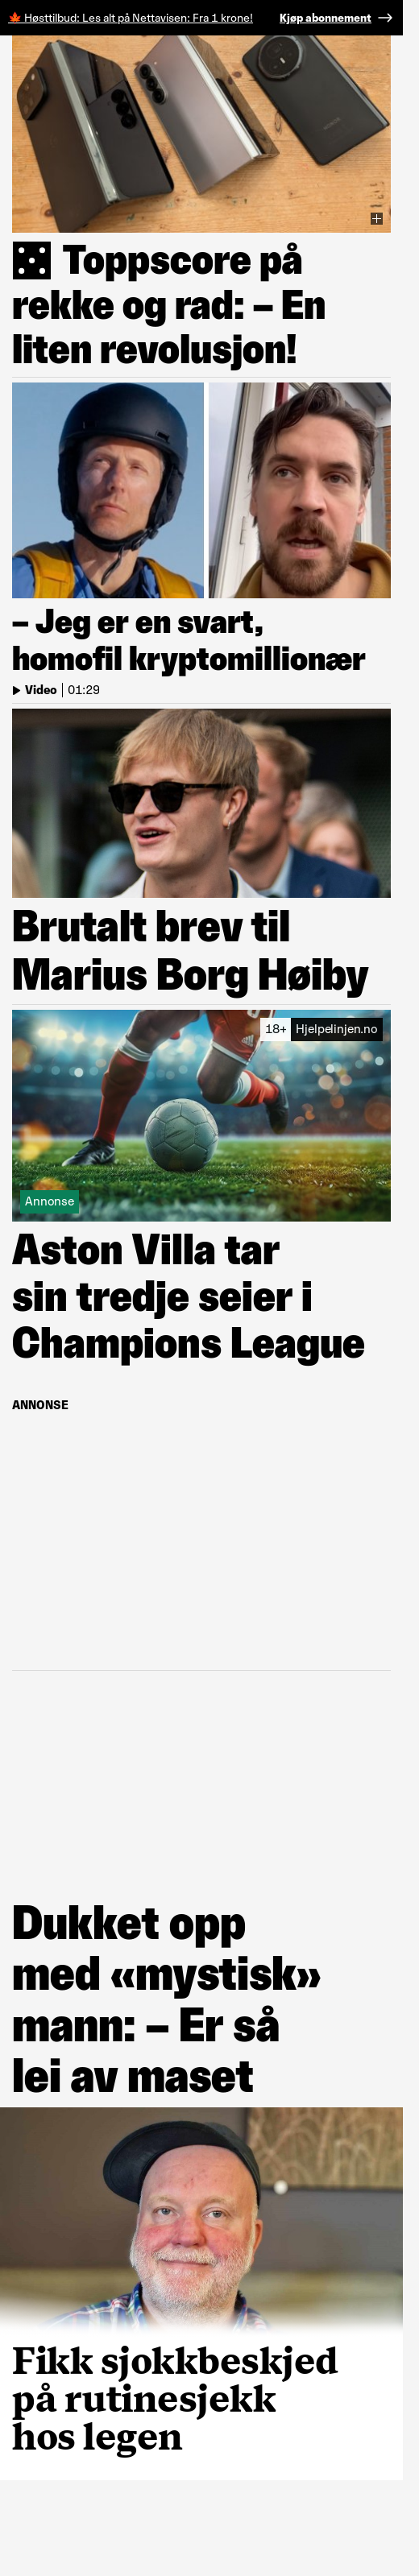 Høsttilbud: Les alt på Nettavisen: Fra 1 krone! Kjøp abonnement
Toppscore på
rekke og rad: – En
liten revolusjon!
– Jeg er en svart,
homofil kryptomillionær
Video | 01:29
Brutalt brev til
Marius Borg Høiby
18+ Hjelpelinjen.no
Annonse
Aston Villa tar
sin tredje seier i
Champions League
ANNONSE
Dukket opp
med «mystisk»
mann: – Er så
lei av maset
Fikk sjokkbeskjed
på rutinesjekk
hos legen